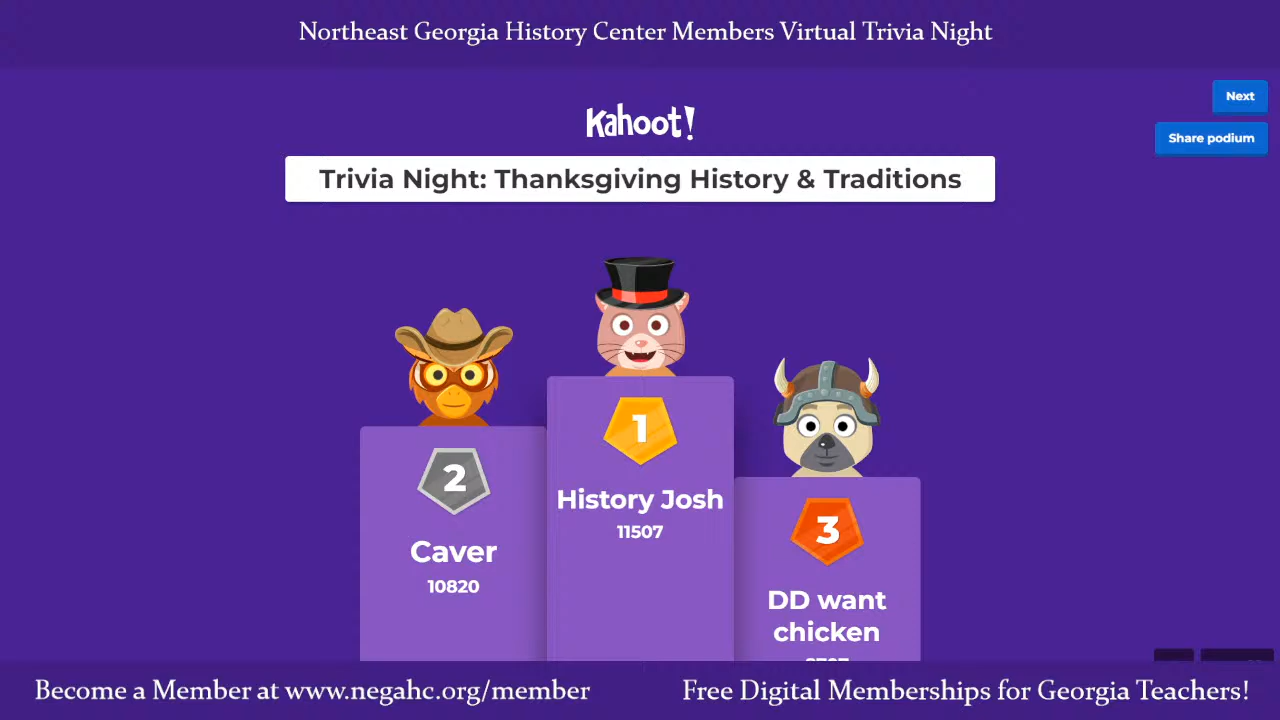 Northeast Georgia History Center Members Virtual Trivia Night
Next
Kahoot!
Share podium
Trivia Night: Thanksgiving History & Traditions
1
2
History Josh
11507
3
Caver
10820
DD want
chicken
Become a Member at www.negahc.org/member
Free Digital Memberships for Georgia Teachers!